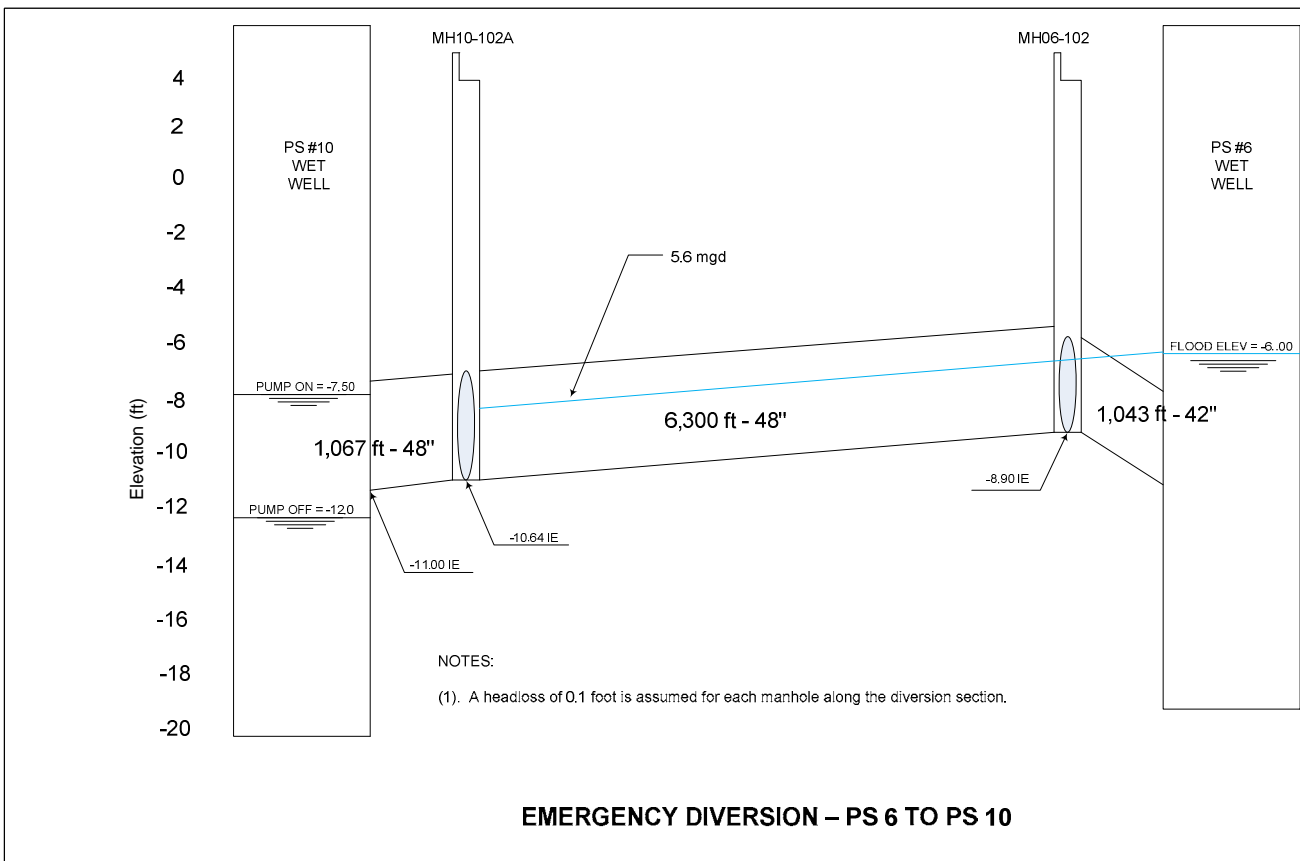 MH10-102A
MH06-102
4
2
0
-2
-4
-6
-8
-10
-12
-14
-16
-18
-20
Elevation (ft)
PS #10
WET
WELL
PS #6
WET
WELL
5.6 mgd
FLOOD ELEV = -6.00
PUMP ON = -7.50
1,067 ft - 48"
6,300 ft - 48"
1,043 ft - 42"
-8.90 IE
PUMP OFF = -12.0
-10.64 IE
-11.00 IE
NOTES:
(1). A headloss of 0.1 foot is assumed for each manhole along the diversion section.
EMERGENCY DIVERSION – PS 6 TO PS 10